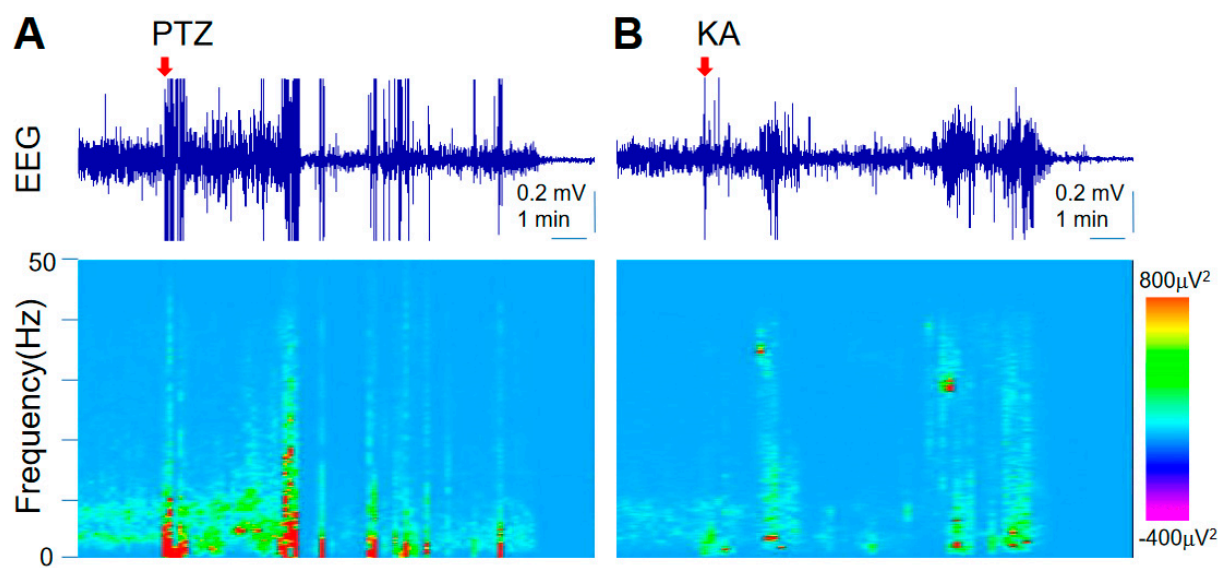 A PTZ
B KA
EEG
0.2 mV
1 min
0.2 mV
1 min
50
Frequency(Hz)
0
800μV²
-400μV²